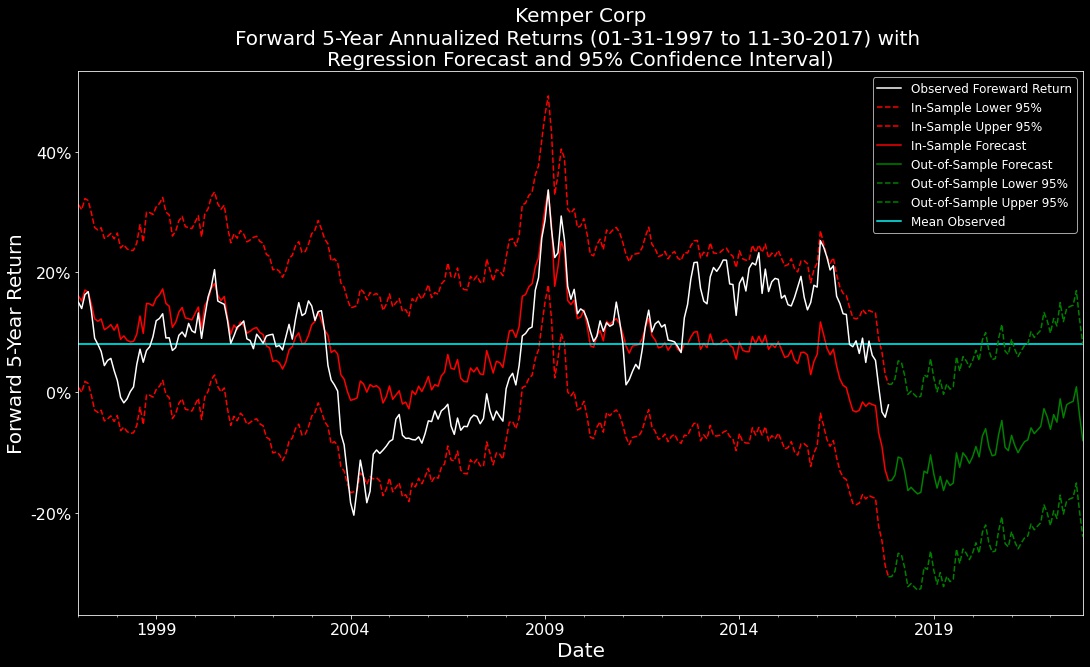 Kemper Corp
Forward 5-Year Annualized Returns (01-31-1997 to 11-30-2017) with
Regression Forecast and 95% Confidence Interval)
Observed Foreward Return
In-Sample Lower 95%
In-Sample Upper 95%
In-Sample Forecast
Out-of-Sample Forecast
Out-of-Sample Lower 95%
Out-of-Sample Upper 95%
Mean Observed
Forward 5-Year Return
40%
20%
0%
-20%
1999
2004
2009
2014
2019
Date